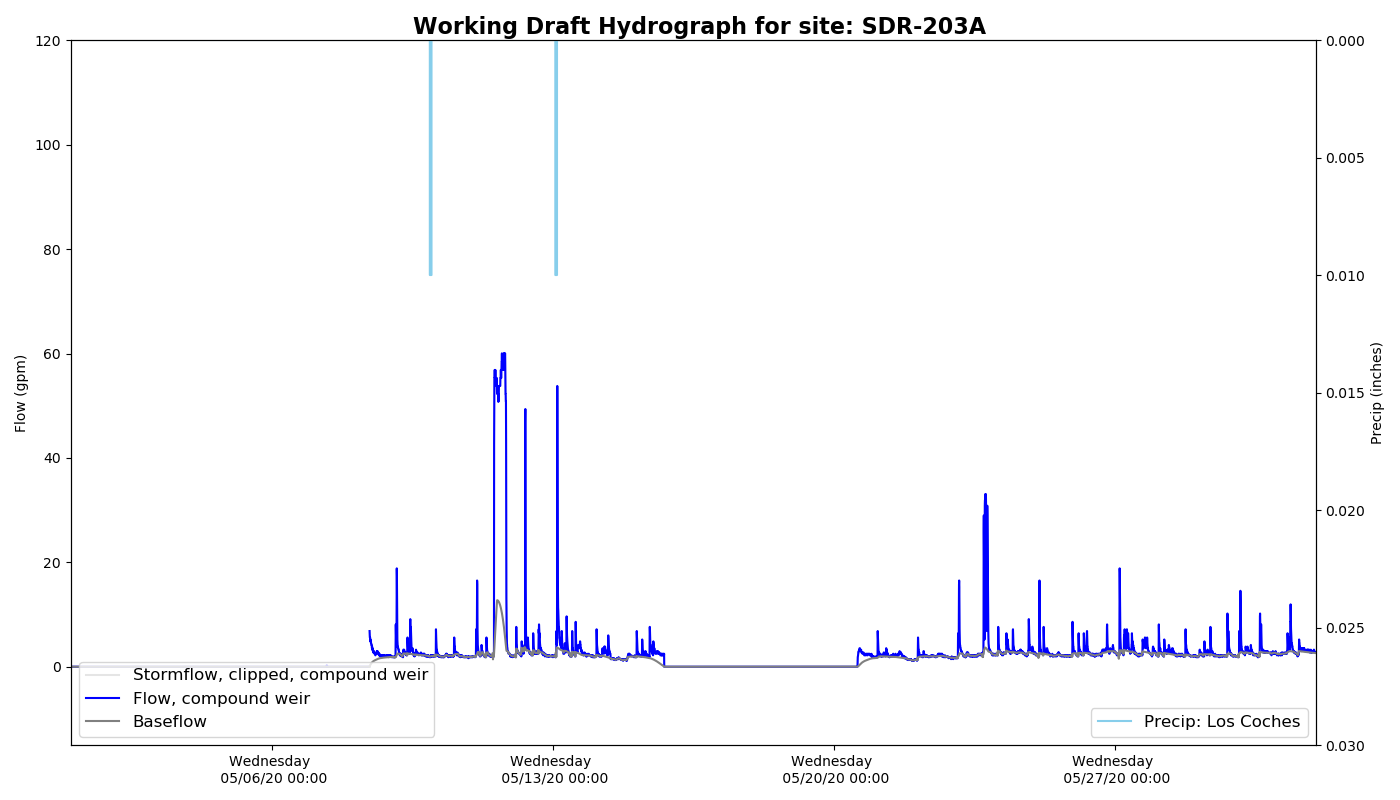 Working Draft Hydrograph for site: SDR-203A
120
100
80
60
40
20
0
Flow (gpm)
0.000
0.005
0.010
0.015
0.020
0.025
0.030
Precip (inches)
Stormflow, clipped, compound weir
Flow, compound weir
Baseflow
Precip: Los Coches
Wednesday
05/06/20 00:00
Wednesday
05/13/20 00:00
Wednesday
05/20/20 00:00
Wednesday
05/27/20 00:00